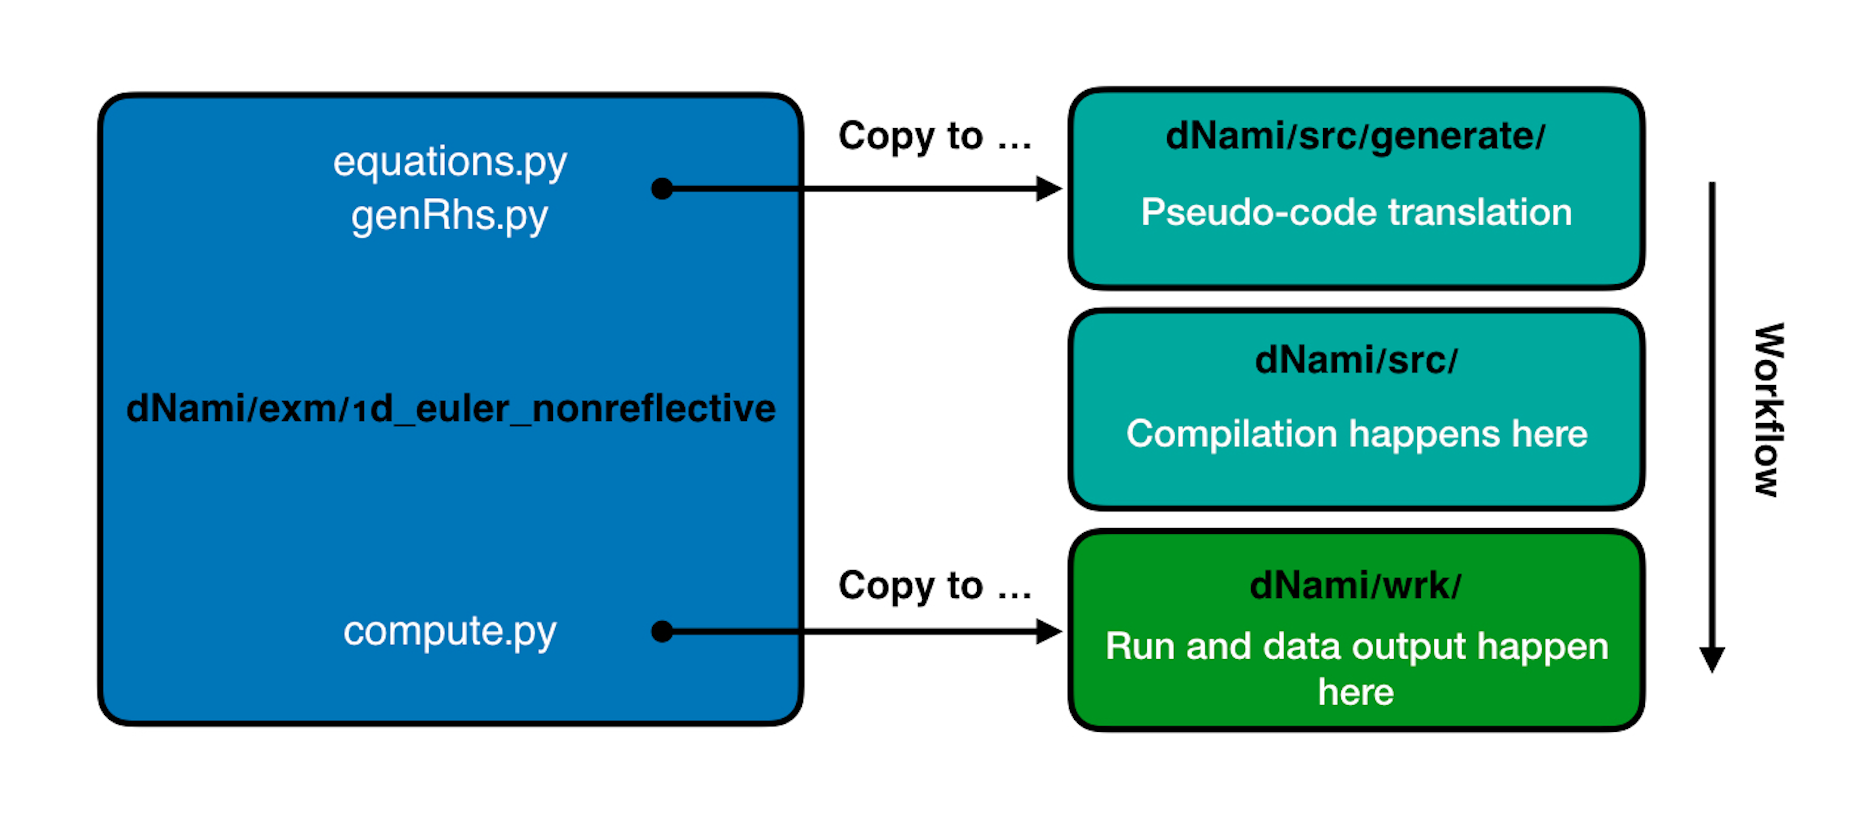 equations.py
genRhs.py
dNami/exm/1d_euler_nonreflective
compute.py
Copy to ...
Copy to ...
dNami/src/generate/
Pseudo-code translation
dNami/src/
Compilation happens here
dNami/wrk/
Run and data output happen
here
Workflow